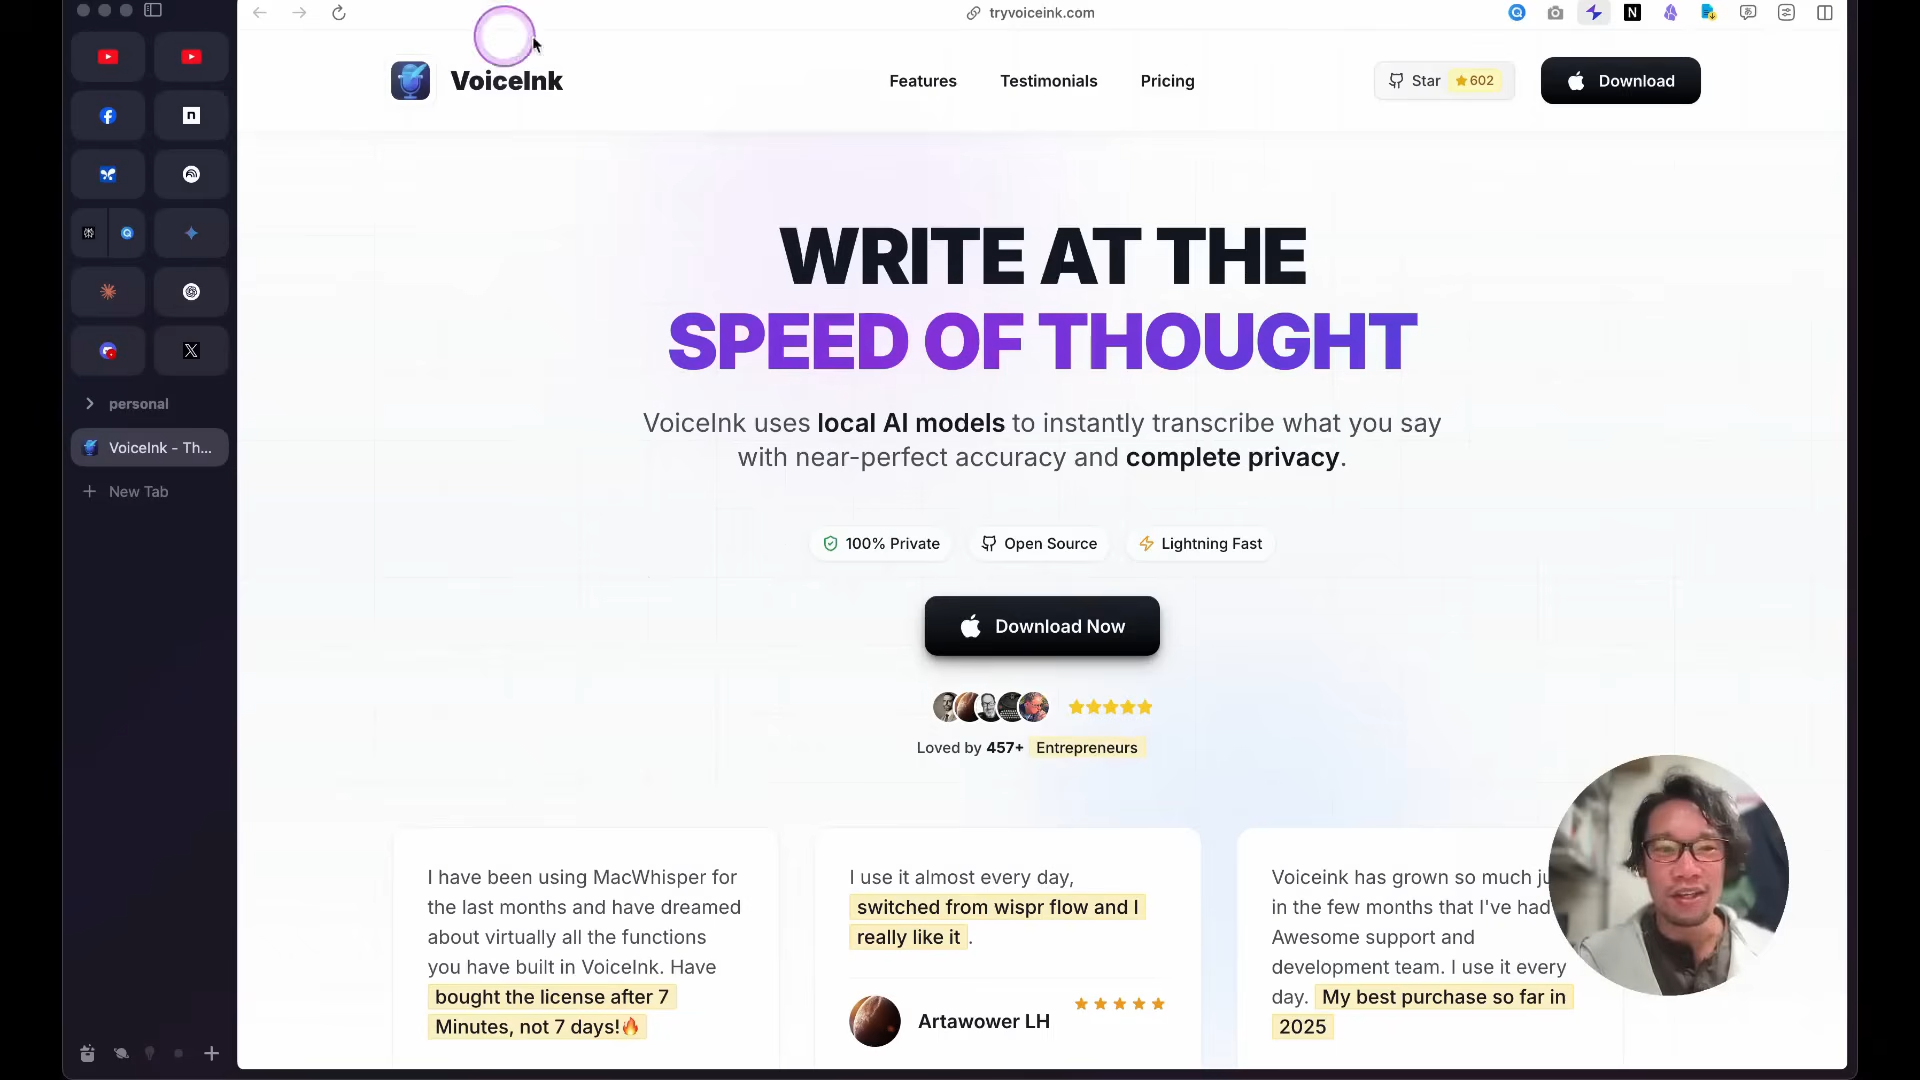 tryvoiceink.com
VoiceInk
Features
Testimonials
Pricing
Star
602
Download
personal
VoiceInk - Th...
New Tab
WRITE AT THE
SPEED OF THOUGHT
VoiceInk uses local AI models to instantly transcribe what you say
with near-perfect accuracy and complete privacy.
100% Private
Open Source
Lightning Fast
Download Now
Loved by 457+ Entrepreneurs
I have been using MacWhisper for
the last months and have dreamed
about virtually all the functions
you have built in VoiceInk. Have
bought the license after 7
Minutes, not 7 days!🔥
I use it almost every day,
switched from wispr flow and I
really like it .
Artawower LH
Voiceink has grown so much
in the few months that I've had
Awesome support and
development team. I use it every
day. My best purchase so far in
2025